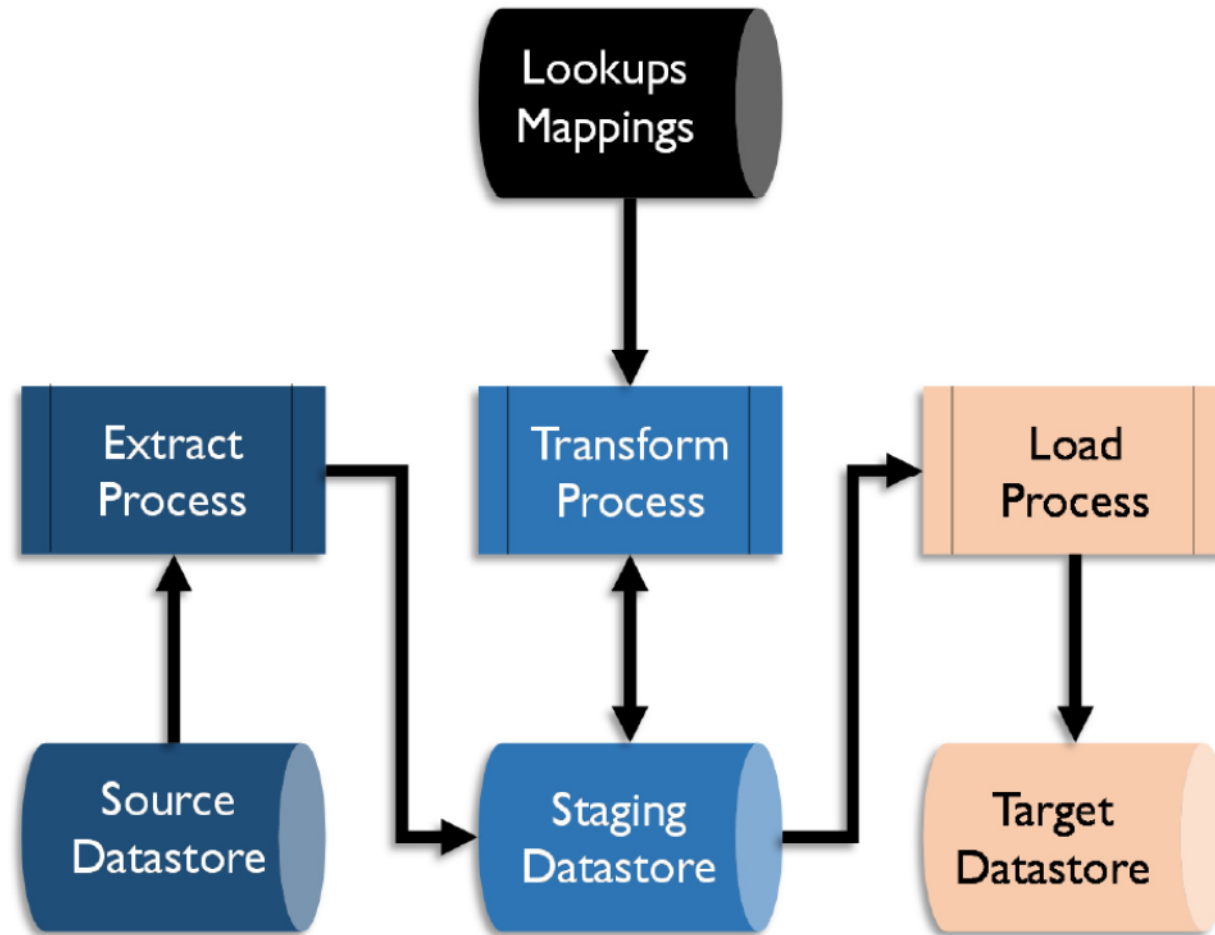 Lookups
Mappings
Extract
Process
Transform
Process
Load
Process
Source
Datastore
Staging
Datastore
Target
Datastore